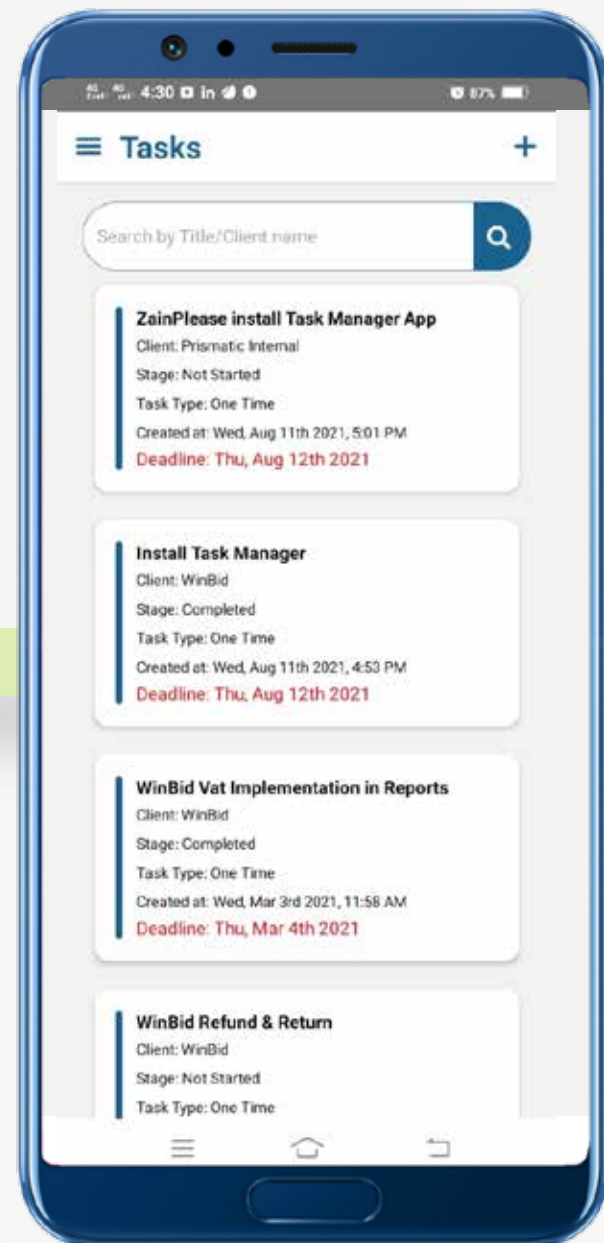 4:30
87%
Tasks
Search by Title/Client name
ZainPlease install Task Manager App
Client: Prismatic Internal
Stage: Not Started
Task Type: One Time
Created at: Wed, Aug 11th 2021, 5:01 PM
Deadline: Thu, Aug 12th 2021
Install Task Manager
Client: WinBid
Stage: Completed
Task Type: One Time
Created at: Wed, Aug 11th 2021, 4:53 PM
Deadline: Thu, Aug 12th 2021
WinBid Vat Implementation in Reports
Client: WinBid
Stage: Completed
Task Type: One Time
Created at: Wed, Mar 3rd 2021, 11:58 AM
Deadline: Thu, Mar 4th 2021
WinBid Refund & Return
Client: WinBid
Stage: Not Started
Task Type: One Time